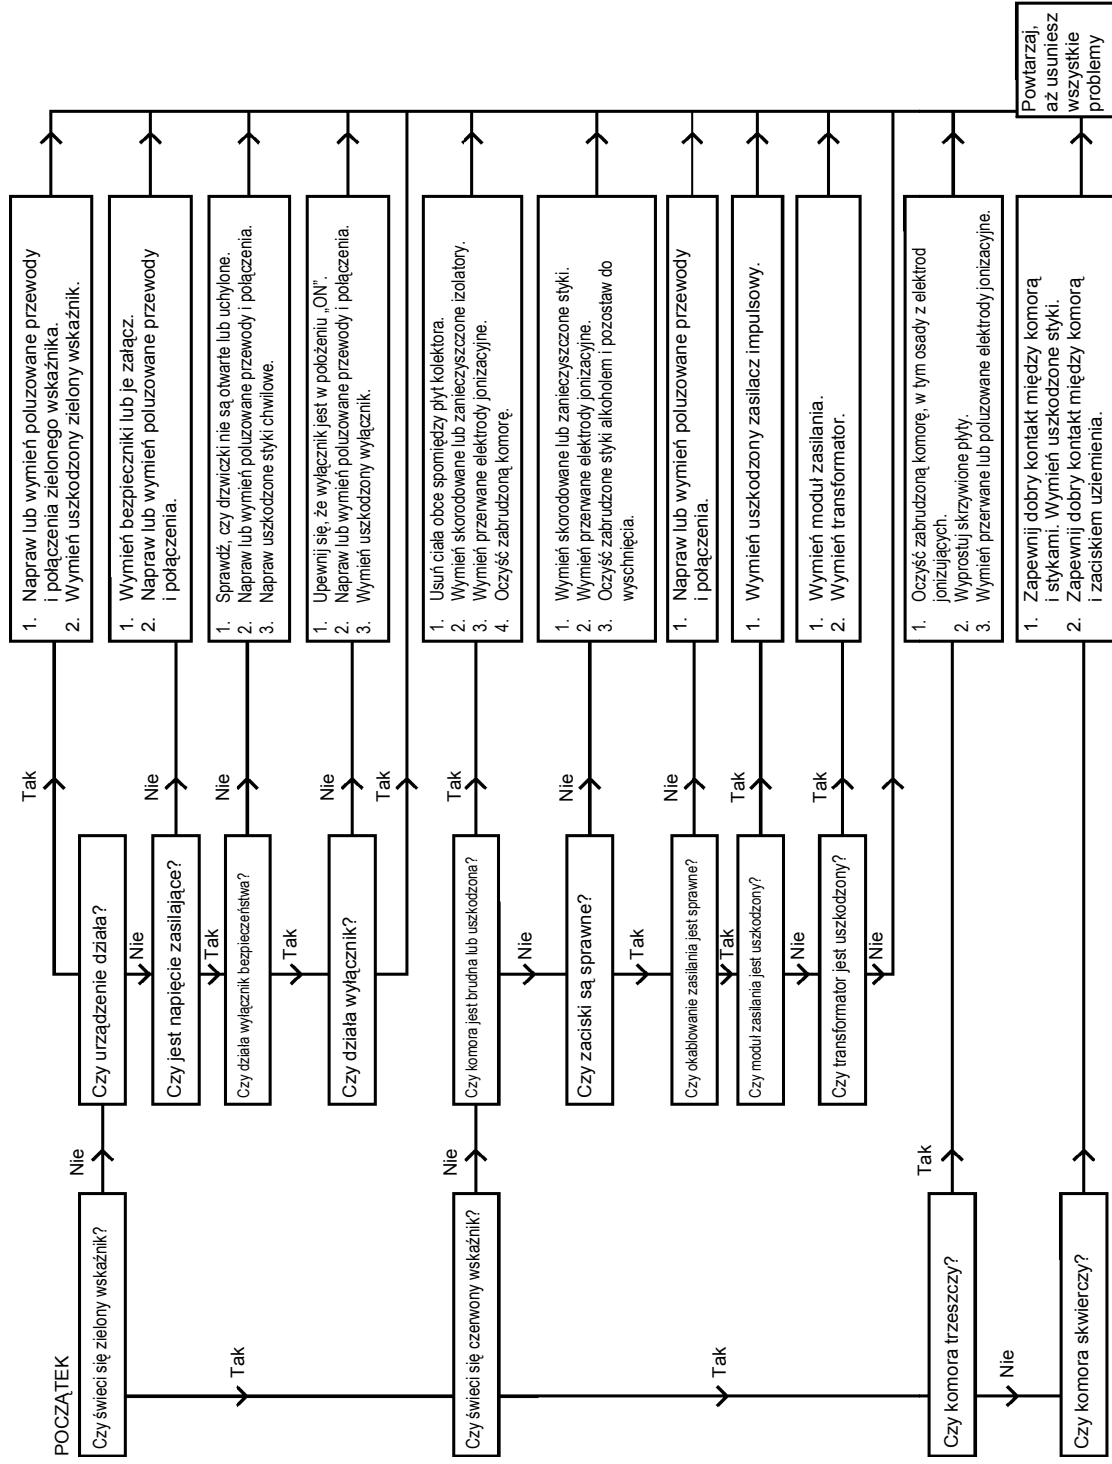 POCZĄTEK
Czy świeci się zielony wskaźnik?
Nie
Czy urządzenie działa?
Tak
1. Napraw lub wymień poluzowane przewody
i połączenia zielonego wskaźnika.
2. Wymień uszkodzony zielony wskaźnik.
Nie
Czy jest napięcie zasilające?
Nie
1. Wymień bezpieczniki lub je załącz.
2. Napraw lub wymień poluzowane przewody
i połączenia.
Tak
Czy działa wyłącznik bezpieczeństwa?
Nie
1. Sprawdź, czy drzwiczki nie są otwarte lub uchylone.
2. Napraw lub wymień poluzowane przewody i połączenia.
3. Napraw uszkodzone styki chwilowe.
Tak
Czy działa wyłącznik?
Nie
1. Upewnij się, że wyłącznik jest w położeniu „ON”.
2. Napraw lub wymień poluzowane przewody i połączenia.
3. Wymień uszkodzony wyłącznik.
Tak
Tak
Czy świeci się czerwony wskaźnik?
Nie
Czy komora jest brudna lub uszkodzona?
Tak
1. Usuń ciała obce spomiędzy płyt kolektora.
2. Wymień skorodowane lub zanieczyszczone izolatory.
3. Wymień przerwane elektrody jonizacyjne.
4. Oczyść zabrudzoną komorę.
Nie
Czy zaciski są sprawne?
Nie
1. Wymień skorodowane lub zanieczyszczone styki.
2. Wymień przerwane elektrody jonizacyjne.
3. Oczyść zabrudzone styki alkoholem i pozostaw do
wyschnięcia.
Tak
Czy okablowanie zasilania jest sprawne?
Nie
1. Napraw lub wymień poluzowane przewody
i połączenia.
Tak
Czy moduł zasilania jest uszkodzony?
Tak
1. Wymień uszkodzony zasilacz impulsowy.
Nie
Czy transformator jest uszkodzony?
Tak
1. Wymień moduł zasilania.
2. Wymień transformator.
Nie
Tak
Czy komora trzeszczy?
Tak
1. Oczyść zabrudzoną komorę, w tym osady z elektrod
jonizujących.
2. Wyprostuj skrzywione płyty.
3. Wymień przerwane lub poluzowane elektrody jonizacyjne.
Nie
Czy komora skwierczy?
1. Zapewnij dobry kontakt między komorą
i stykami. Wymień uszkodzone styki.
2. Zapewnij dobry kontakt między komorą
i zaciskiem uziemienia.
Powtarzaj,
aż usuniesz
wszystkie
problemy